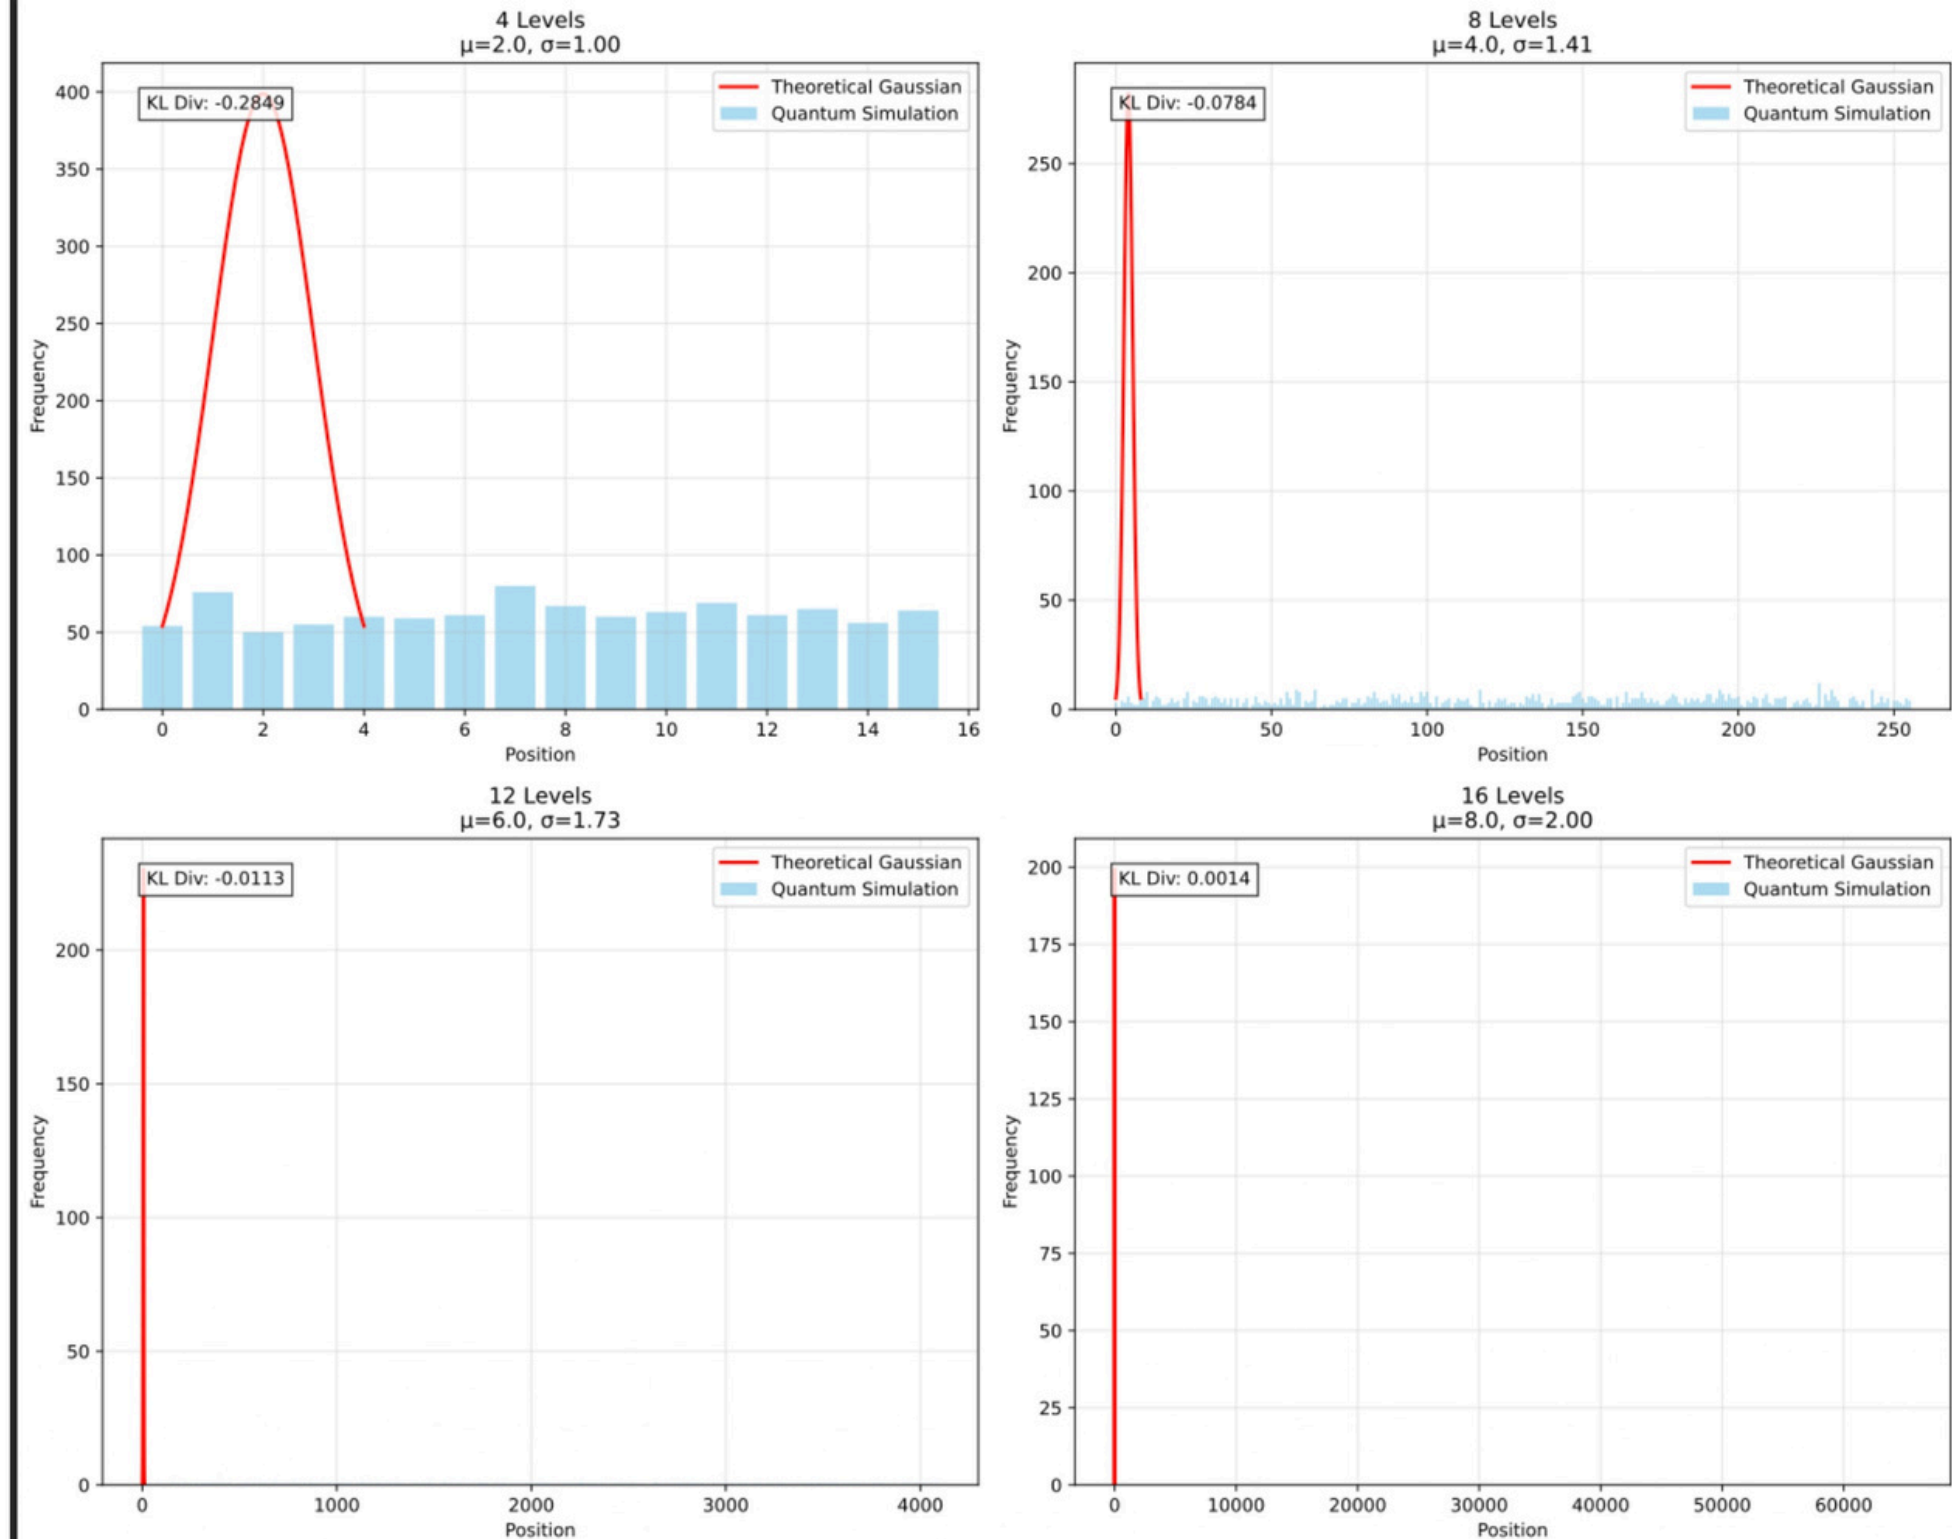 4 Levels
μ=2.0, σ=1.00
KL Div: -0.2849
Theoretical Gaussian
Quantum Simulation
400
350
300
250
200
150
100
50
0
Frequency
0 2 4 6 8 10 12 14 16
Position
8 Levels
μ=4.0, σ=1.41
KL Div: -0.0784
Theoretical Gaussian
Quantum Simulation
250
200
150
100
50
0
Frequency
0 50 100 150 200 250
Position
12 Levels
μ=6.0, σ=1.73
KL Div: -0.0113
Theoretical Gaussian
Quantum Simulation
200
150
100
50
0
Frequency
0 1000 2000 3000 4000
Position
16 Levels
μ=8.0, σ=2.00
KL Div: 0.0014
Theoretical Gaussian
Quantum Simulation
200
175
150
125
100
75
50
25
0
Frequency
0 10000 20000 30000 40000 50000 60000
Position